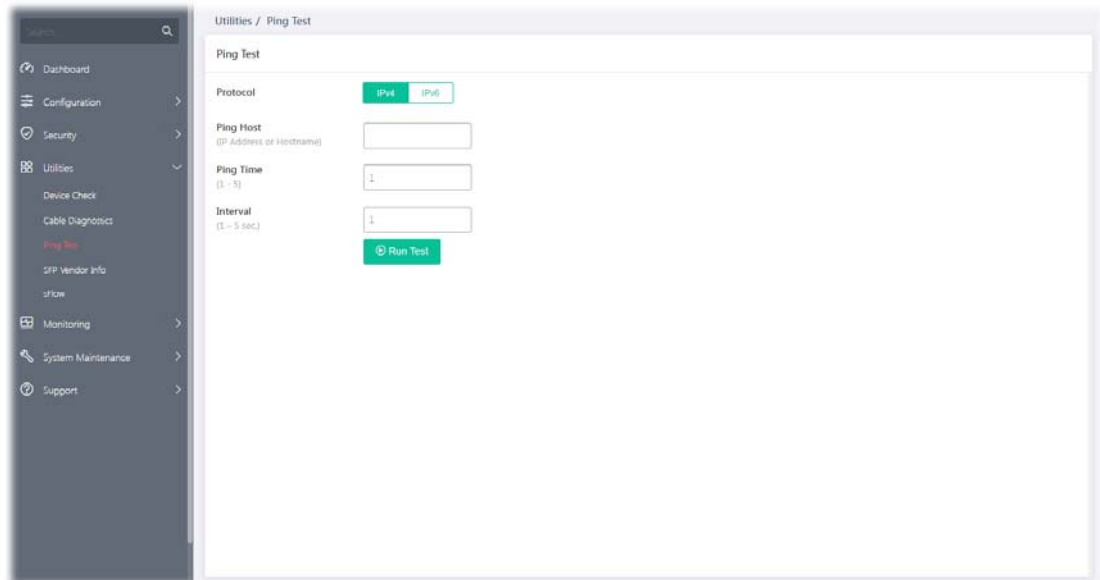 Search...
Dashboard
Configuration
Security
Utilities
Device Check
Cable Diagnostics
Ping Test
SFP Vendor Info
sFlow
Monitoring
System Maintenance
Support
Utilities / Ping Test
Ping Test
Protocol
IPv4 IPv6
Ping Host
(IP Address or Hostname)
Ping Time
(1 - 5)
1
Interval
(1 ~ 5 sec.)
1
Run Test